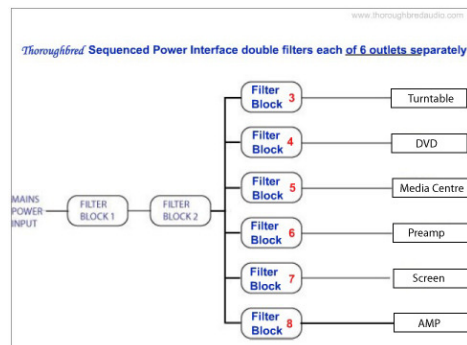 www.thoroughbredaudio.com
Thoroughbred Sequenced Power Interface double filters each of 6 outlets separately
Filter
Block 3
Turntable
Filter
Block 4
DVD
Filter
Block 5
Media Centre
MAINS
POWER
INPUT
FILTER
BLOCK 1
FILTER
BLOCK 2
Filter
Block 6
Preamp
Filter
Block 7
Screen
Filter
Block 8
AMP